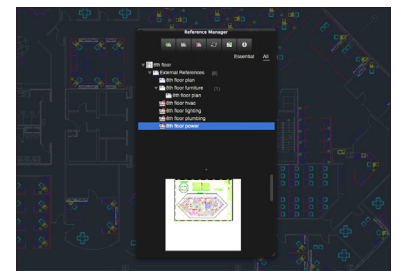 Reference Manager
Essential All
8th floor
External References
8th floor plan
8th floor furniture (1)
8th floor plan
8th floor hvac
8th floor lighting
8th floor plumbing
8th floor power